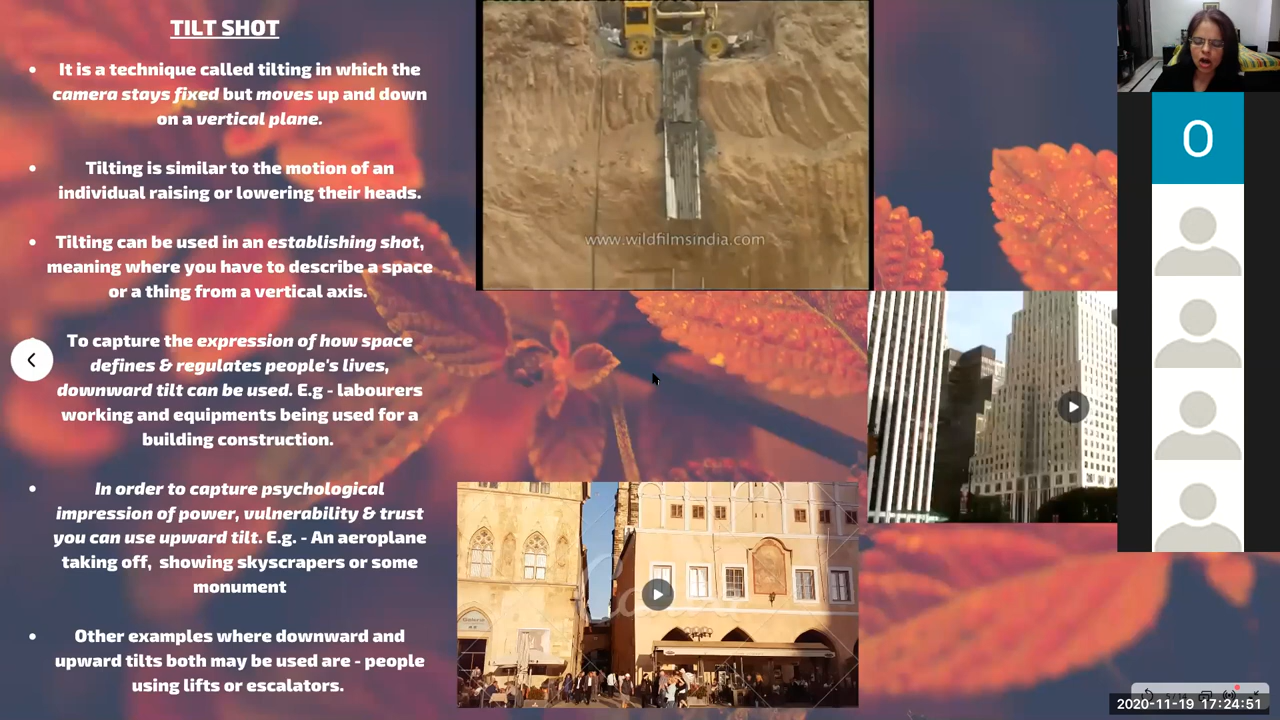 TILT SHOT
• It is a technique called tilting in which the
camera stays fixed but moves up and down
on a vertical plane.
• Tilting is similar to the motion of an
individual raising or lowering their heads.
• Tilting can be used in an establishing shot,
meaning where you have to describe a space
or a thing from a vertical axis.
• To capture the expression of how space
defines & regulates people's lives,
downward tilt can be used. E.g - labourers
working and equipments being used for a
building construction.
• In order to capture psychological
impression of power, vulnerability & trust
you can use upward tilt. E.g. - An aeroplane
taking off, showing skyscrapers or some
monument
• Other examples where downward and
upward tilts both may be used are - people
using lifts or escalators.
www.wildfilmsindia.com
O
2020-11-19 17:24:51